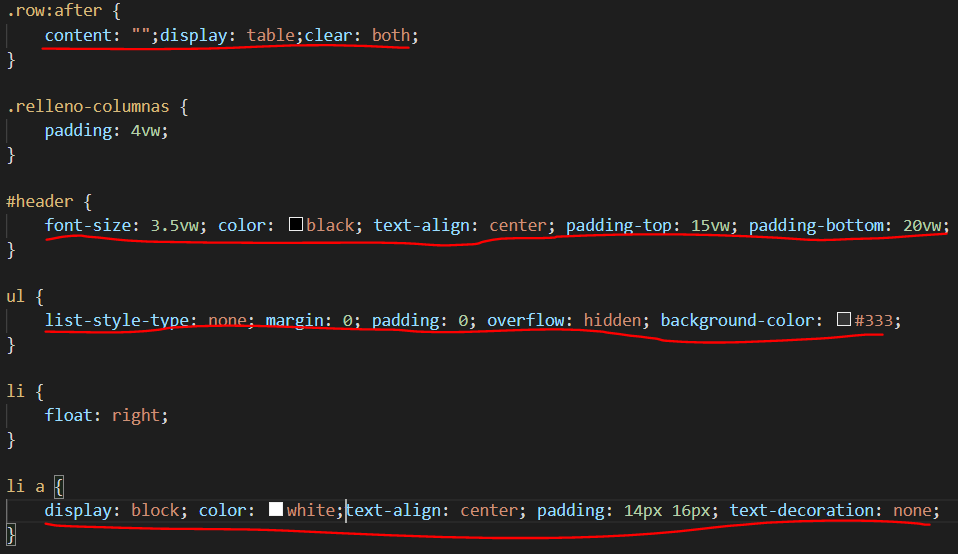 .row:after {
content: "";display: table;clear: both;
}
.relleno-columnas {
padding: 4vw;
}
#header {
font-size: 3.5vw; color: black; text-align: center; padding-top: 15vw; padding-bottom: 20vw;
}
ul {
list-style-type: none; margin: 0; padding: 0; overflow: hidden; background-color: #333;
}
li {
float: right;
}
li a {
display: block; color: white;text-align: center; padding: 14px 16px; text-decoration: none;
}